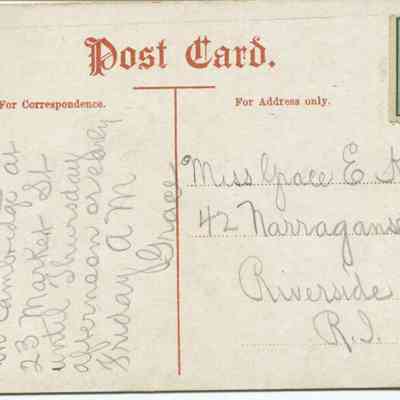 Post Card.
For Correspondence.
For Address only.
in Cambridge at
23 Market St
until Thursday
afternoon or early
Friday A M
Grace
Miss Grace E
42 Narragans
Riverside
R.I.